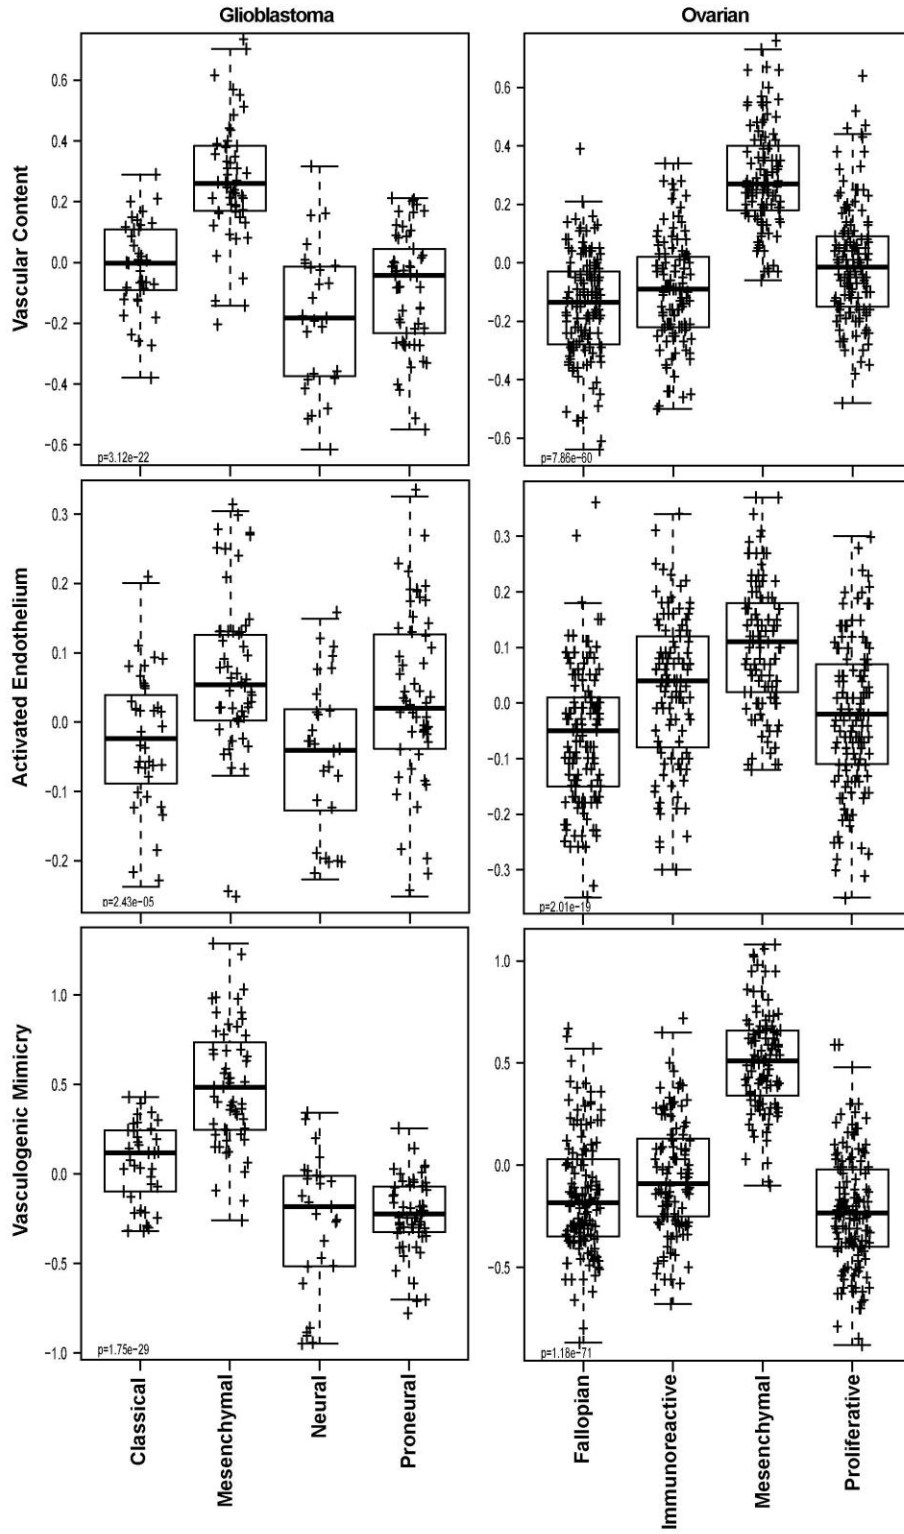 Glioblastoma
Ovarian
Vascular Content
0.6
0.4
0.2
0.0
−0.2
−0.4
−0.6
p=3.12e−22
0.6
0.4
0.2
0.0
−0.2
−0.4
−0.6
p=7.86e−60
Activated Endothelium
0.3
0.2
0.1
0.0
−0.1
−0.2
p=2.43e−05
0.3
0.2
0.1
0.0
−0.1
−0.2
−0.3
p=2.01e−19
Vasculogenic Mimicry
1.0
0.5
0.0
−0.5
−1.0
p=1.75e−29
1.0
0.5
0.0
−0.5
p=1.18e−71
Classical
Mesenchymal
Neural
Proneural
Fallopian
Immunoreactive
Mesenchymal
Proliferative